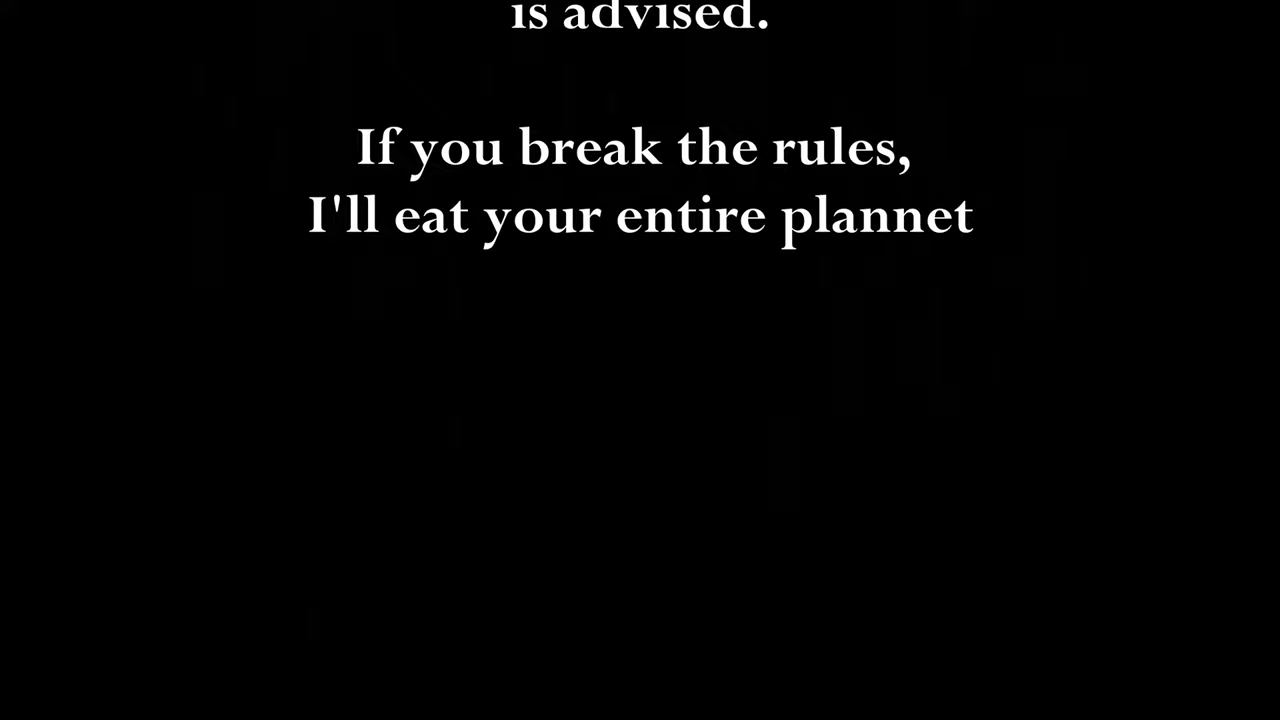 is advised.
If you break the rules,
I'll eat your entire plannet